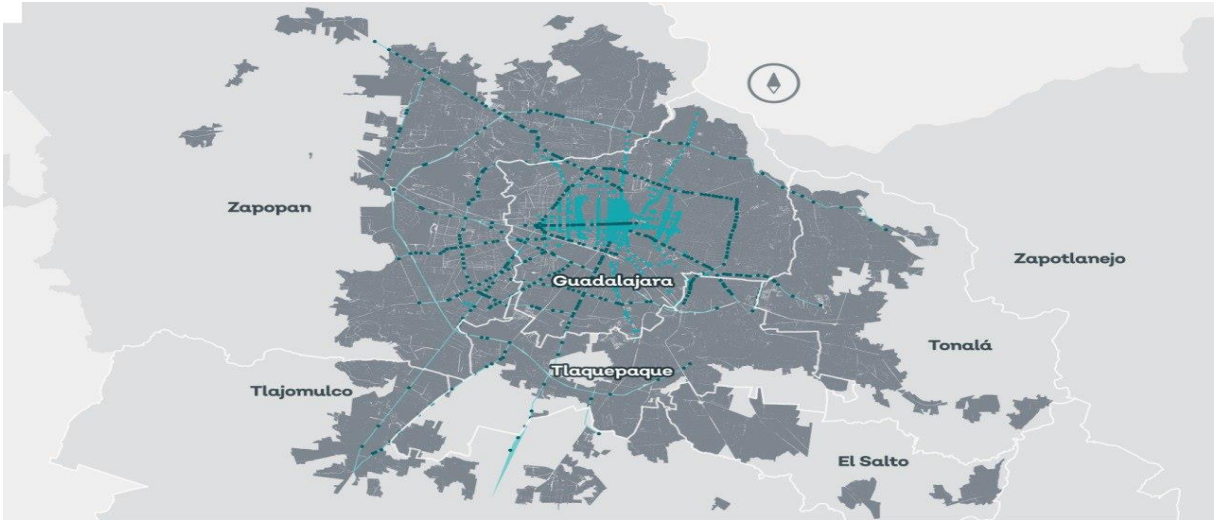 Zapopan
Zapotlanejo
Guadalajara
Tonalá
Tlaquepaque
Tlajomulco
El Salto